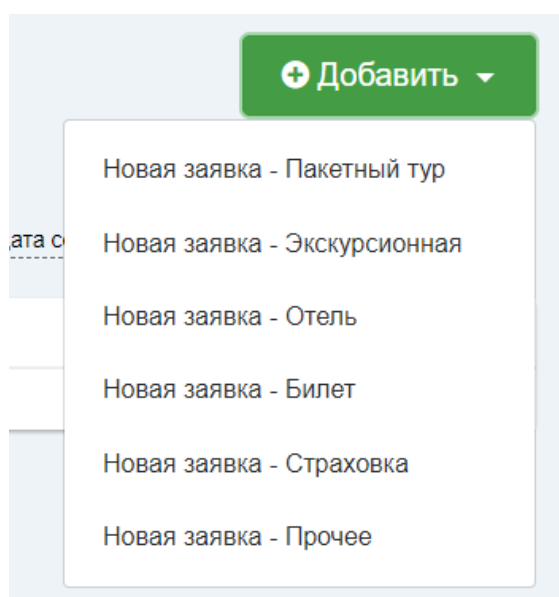 Добавить
Новая заявка - Пакетный тур
Новая заявка - Экскурсионная
Новая заявка - Отель
Новая заявка - Билет
Новая заявка - Страховка
Новая заявка - Прочее